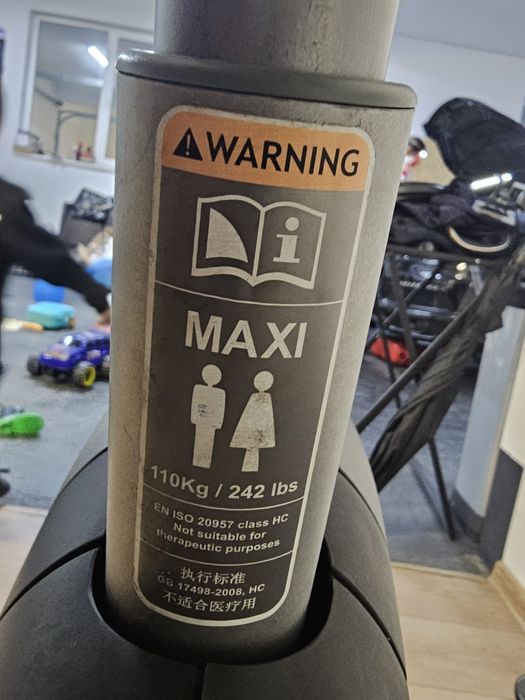 WARNING
MAXI
110Kg / 242 lbs
EN ISO 20957 class HC
Not suitable for
therapeutic purposes
执行标准
GB 17498-2008, HC
不适合医疗用